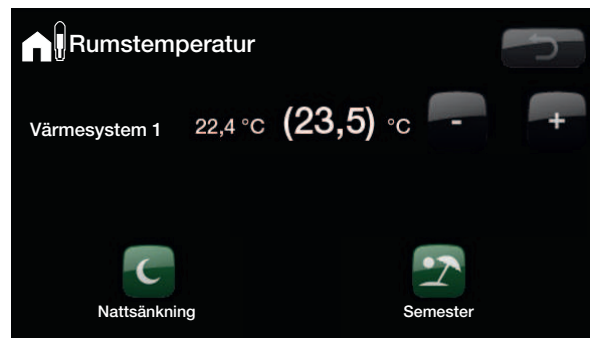 Rumstemperatur
Värmesystem 1 22,4 °C (23,5) °C - +
Nattsänkning Semester